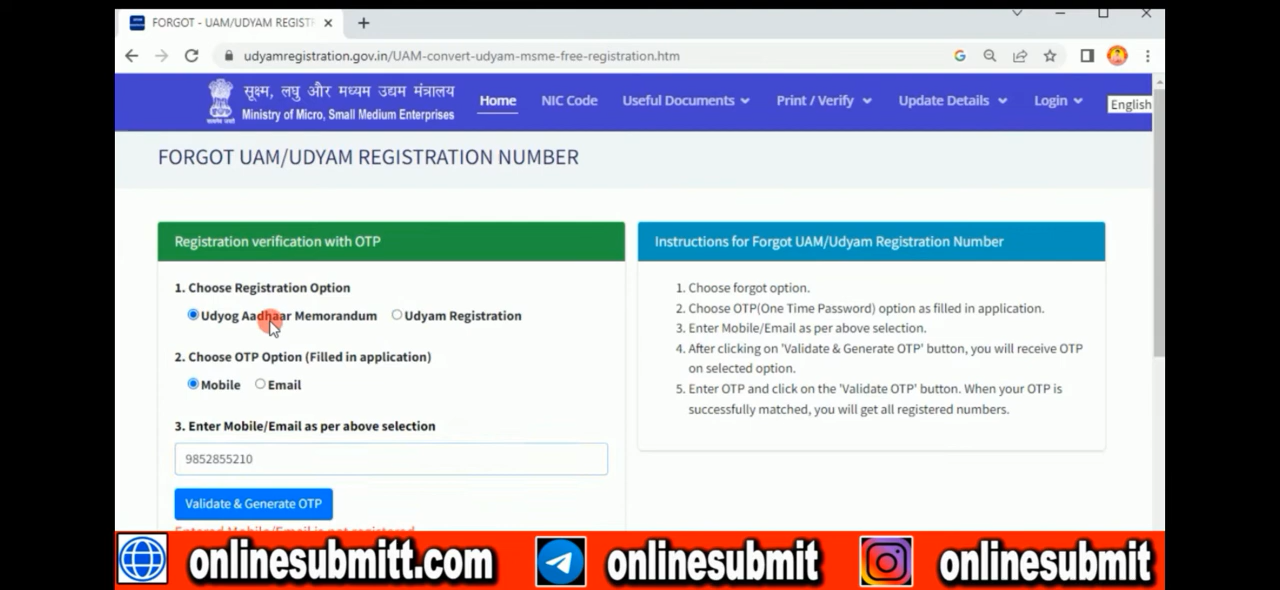 FORGOT - UAM/UDYAM REGIST
udyamregistration.gov.in/UAM-convert-udyam-msme-free-registration.htm
सूक्ष्म, लघु और मध्यम उद्यम मंत्रालय
Ministry of Micro, Small Medium Enterprises
Home NIC Code Useful Documents Print / Verify Update Details Login English
FORGOT UAM/UDYAM REGISTRATION NUMBER
Registration verification with OTP
1. Choose Registration Option
Udyog Aadhaar Memorandum Udyam Registration
2. Choose OTP Option (Filled in application)
Mobile Email
3. Enter Mobile/Email as per above selection
9852855210
Validate & Generate OTP
Entered Mobile/Email is not registered
Instructions for Forgot UAM/Udyam Registration Number
1. Choose forgot option.
2. Choose OTP(One Time Password) option as filled in application.
3. Enter Mobile/Email as per above selection.
4. After clicking on 'Validate & Generate OTP' button, you will receive OTP
on selected option.
5. Enter OTP and click on the 'Validate OTP' button. When your OTP is
successfully matched, you will get all registered numbers.
onlinesubmitt.com onlinesubmit onlinesubmit